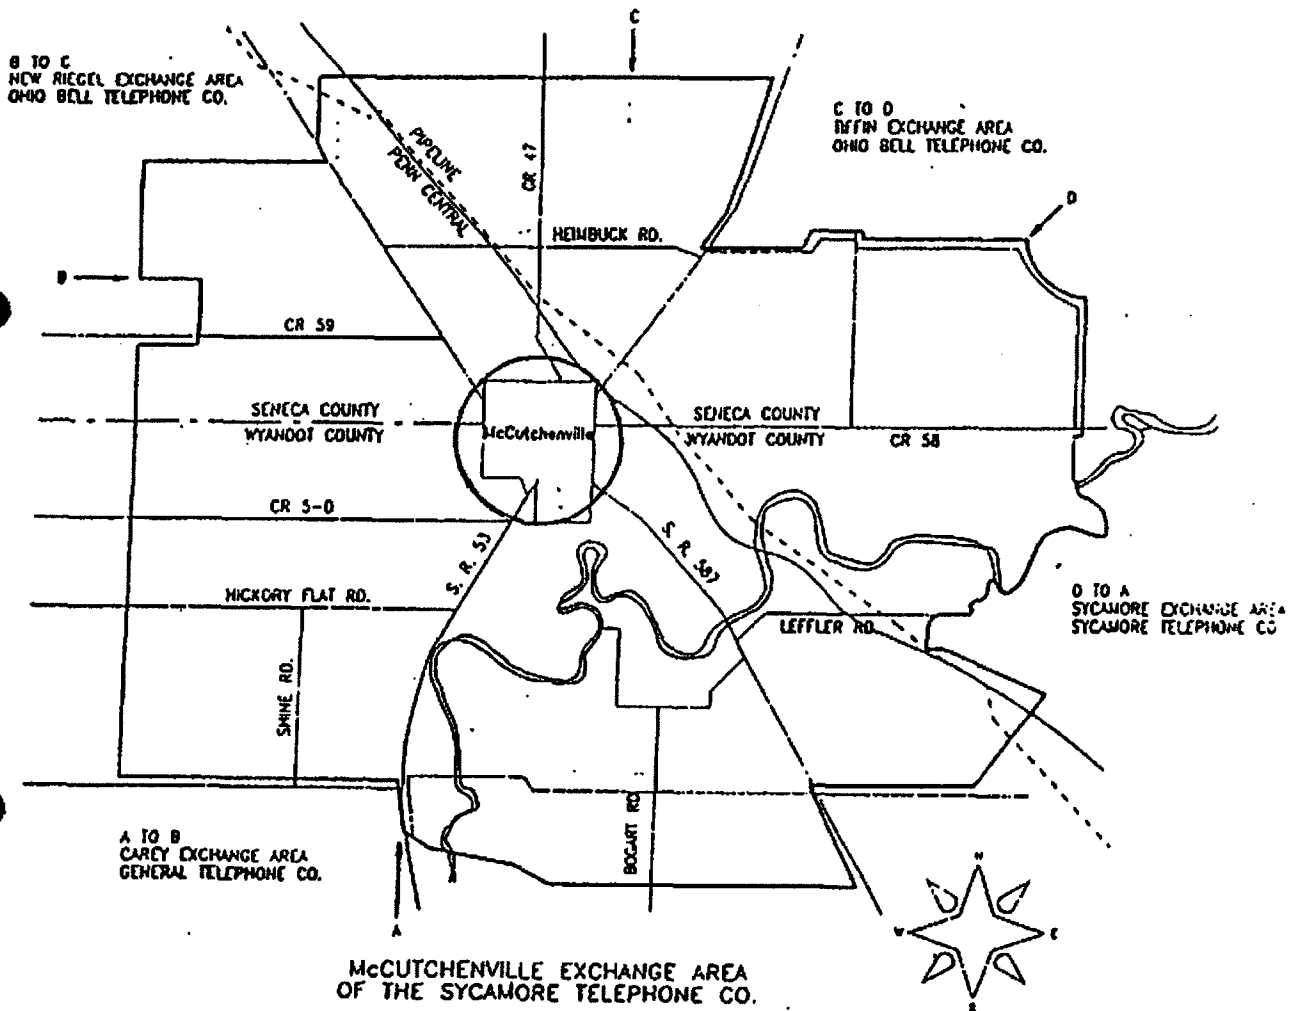 C
B TO C
NEW RIEGEL EXCHANGE AREA
OHIO BELL TELEPHONE CO.
C TO D
TIFFIN EXCHANGE AREA
OHIO BELL TELEPHONE CO.
PIPELINE
PENN CENTRAL
CR 47
D
HEIMBUCK RD.
B
CR 59
SENECA COUNTY
WYANDOT COUNTY
McCutchenville
SENECA COUNTY
WYANDOT COUNTY
CR 58
CR 5-0
S. R. 53
S. R. 587
HICKORY FLAT RD.
LEFFLER RD.
D TO A
SYCAMORE EXCHANGE AREA
SYCAMORE TELEPHONE CO
SHINE RD.
BOGART RD.
A TO B
CAREY EXCHANGE AREA
GENERAL TELEPHONE CO.
A
N
W
E
S
McCUTCHENVILLE EXCHANGE AREA
OF THE SYCAMORE TELEPHONE CO.